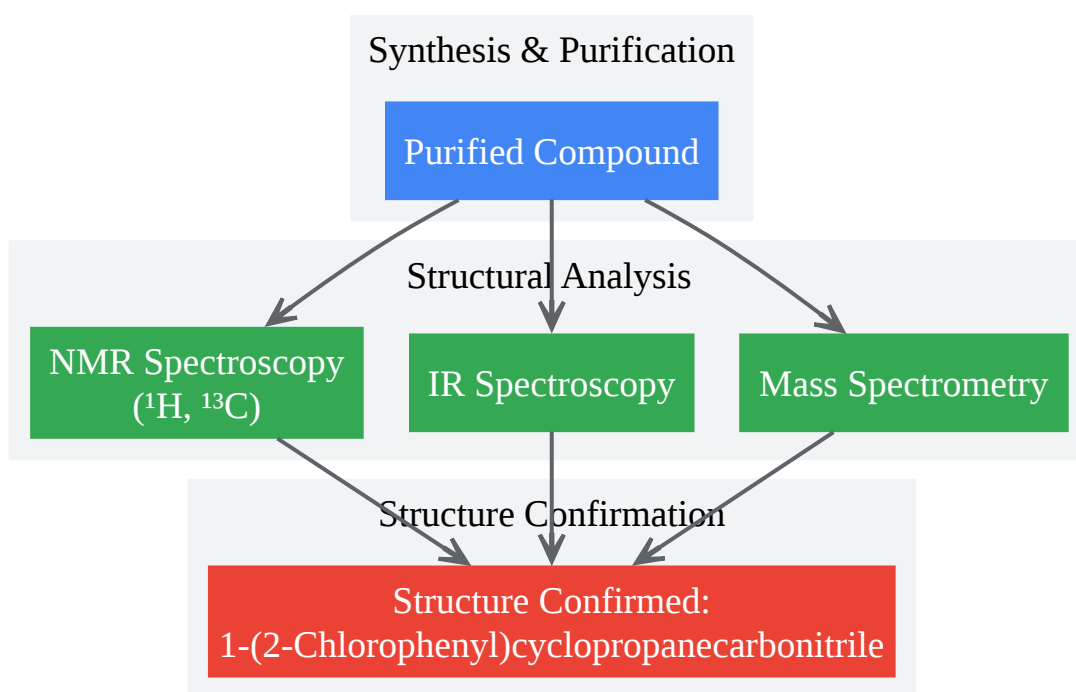 Synthesis & Purification
Purified Compound
Structural Analysis
NMR Spectroscopy
(¹H, ¹³C)
IR Spectroscopy
Mass Spectrometry
Structure Confirmation
Structure Confirmed:
1-(2-Chlorophenyl)cyclopropanecarbonitrile